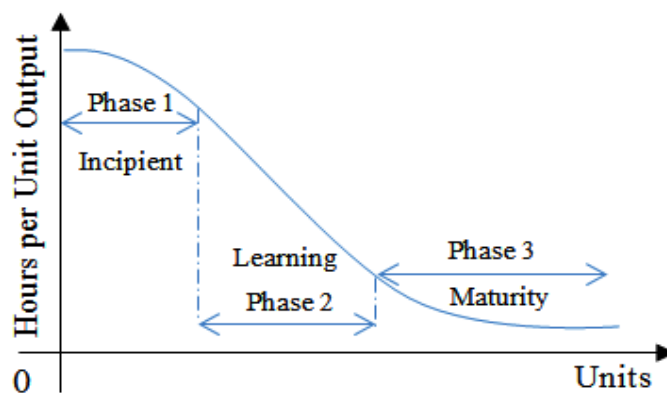 Hours per Unit Output
Phase 1
Incipient
Learning
Phase 2
Phase 3
Maturity
0
Units